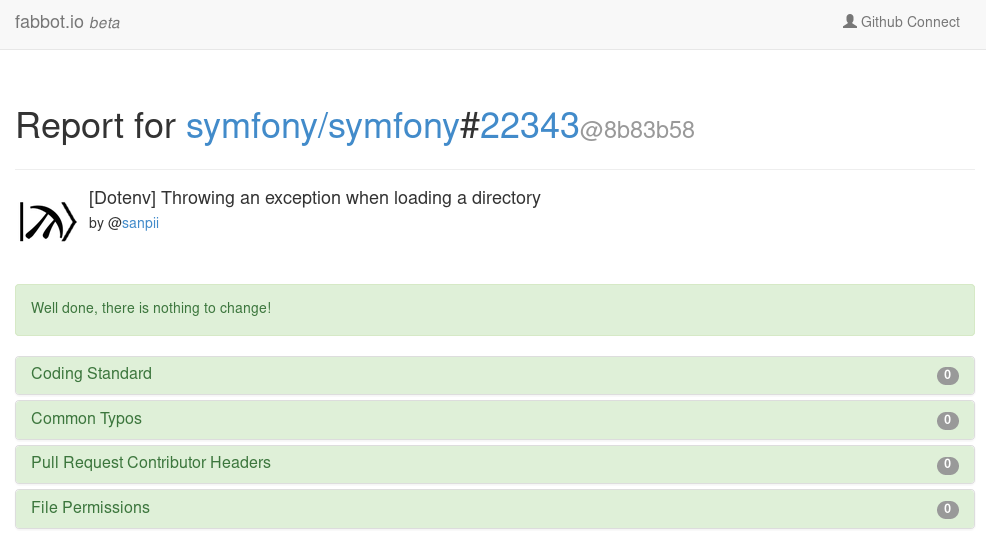 fabbot.io beta Github Connect
Report for symfony/symfony#22343@8b83b58
[Dotenv] Throwing an exception when loading a directory
by @sanpii
Well done, there is nothing to change!
Coding Standard 0
Common Typos 0
Pull Request Contributor Headers 0
File Permissions 0